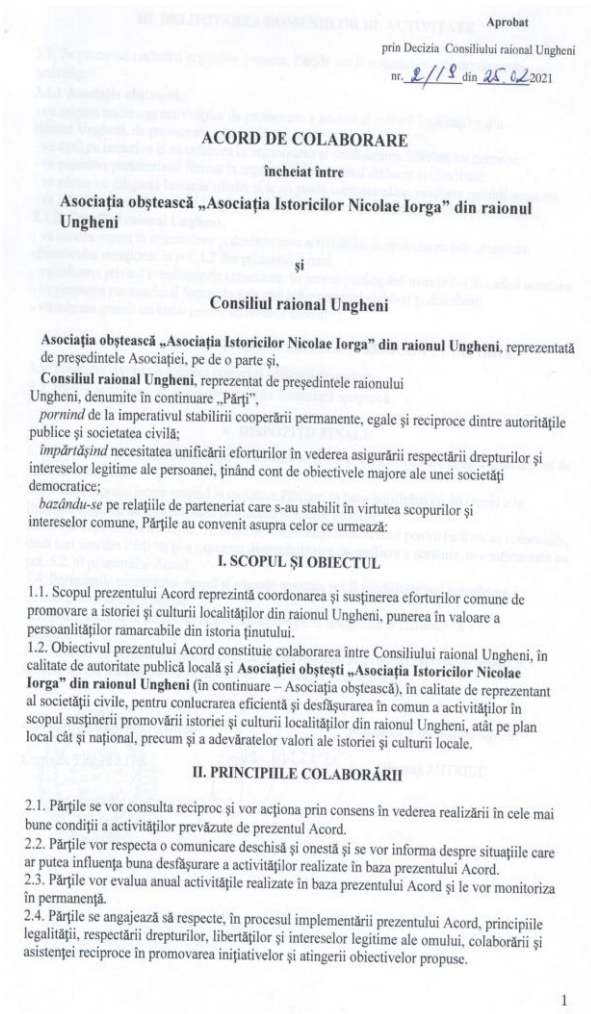 Aprobat
prin Decizia Consiliului raional Ungheni
nr. 2/19 din 25.02 2021
ACORD DE COLABORARE
încheiat între
Asociația obștească „Asociația Istoricilor Nicolae Iorga” din raionul
Ungheni
și
Consiliul raional Ungheni
Asociația obștească „Asociația Istoricilor Nicolae Iorga” din raionul Ungheni, reprezentată
de președintele Asociației, pe de o parte și,
Consiliul raional Ungheni, reprezentat de președintele raionului
Ungheni, denumite în continuare „Părți”,
pornind de la imperativul stabilirii cooperării permanente, egale și reciproce dintre autoritățile
publice și societatea civilă;
împărtășind necesitatea unificării eforturilor în vederea asigurării respectării drepturilor și
intereselor legitime ale persoanei, ținând cont de obiectivele majore ale unei societăți
democratice;
bazându-se pe relațiile de parteneriat care s-au stabilit în virtutea scopurilor și
intereselor comune, Părțile au convenit asupra celor ce urmează:
I. SCOPUL ȘI OBIECTUL
1.1. Scopul prezentului Acord reprezintă coordonarea și susținerea eforturilor comune de
promovare a istoriei și culturii localităților din raionul Ungheni, punerea în valoare a
persoanlităților ramarcabile din istoria ținutului.
1.2. Obiectivul prezentului Acord constituie colaborarea între Consiliului raional Ungheni, în
calitate de autoritate publică locală și Asociației obștești „Asociația Istoricilor Nicolae
Iorga” din raionul Ungheni (în continuare – Asociația obștească), în calitate de reprezentant
al societății civile, pentru conlucrarea eficientă și desfășurarea în comun a activităților în
scopul susținerii promovării istoriei și culturii localităților din raionul Ungheni, atât pe plan
local cât și național, precum și a adevăratelor valori ale istoriei și culturii locale.
II. PRINCIPIILE COLABORĂRII
2.1. Părțile se vor consulta reciproc și vor acționa prin consens în vederea realizării în cele mai
bune condiții a activităților prevăzute de prezentul Acord.
2.2. Părțile vor respecta o comunicare deschisă și onestă și se vor informa despre situațiile care
ar putea influența buna desfășurare a activităților realizate în baza prezentului Acord.
2.3. Părțile vor evalua anual activitățile realizate în baza prezentului Acord și le vor monitoriza
în permanență.
2.4. Părțile se angajează să respecte, în procesul implementării prezentului Acord, principiile
legalității, respectării drepturilor, libertăților și intereselor legitime ale omului, colaborării și
asistenței reciproce în promovarea inițiativelor și atingerii obiectivelor propuse.
1